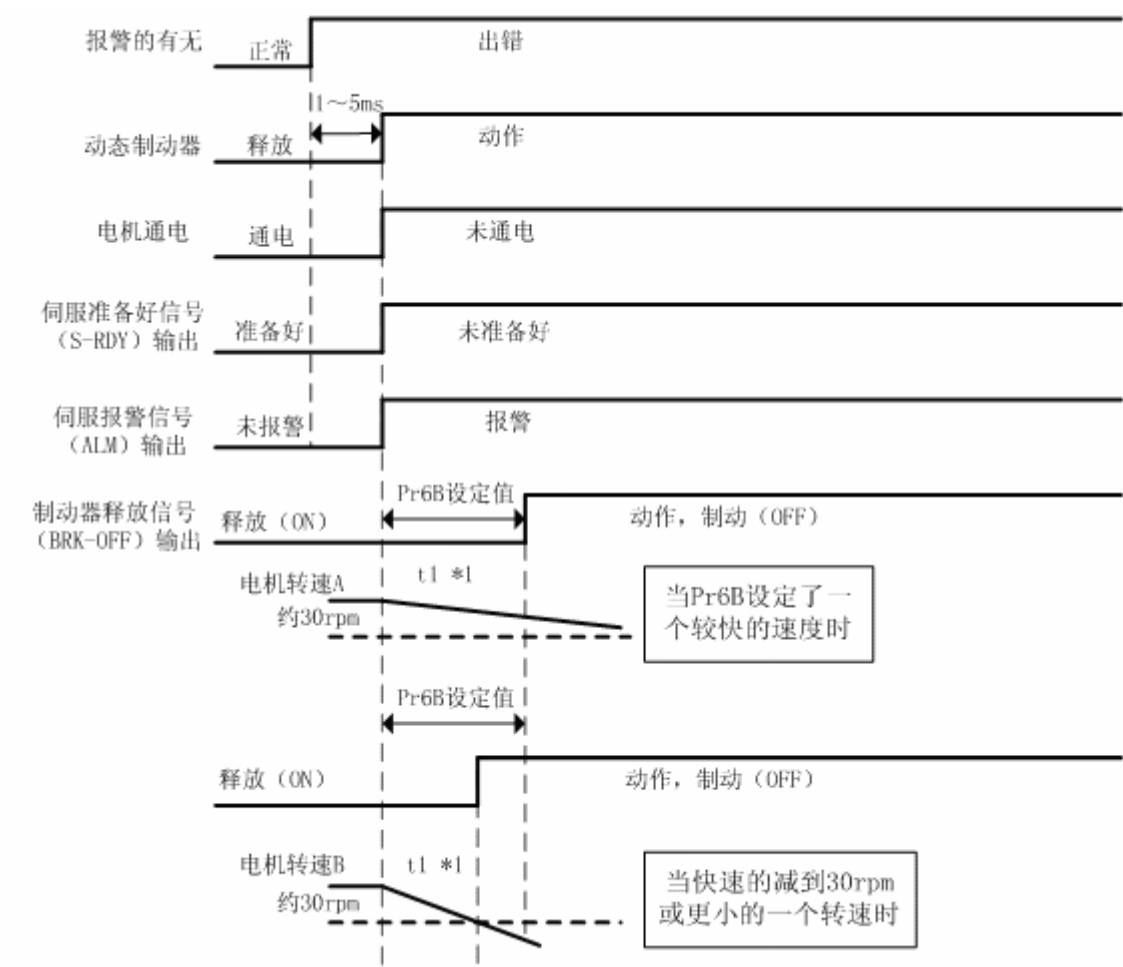 报警的有无 正常 出错
1～5ms
动态制动器 释放 动作
电机通电 通电 未通电
伺服准备好信号
（S-RDY）输出 准备好 未准备好
伺服报警信号
（ALM）输出 未报警 报警
Pr6B设定值
制动器释放信号
（BRK-OFF）输出 释放（ON） 动作，制动（OFF）
电机转速A t1 *1
约30rpm
当Pr6B设定了一
个较快的速度时
Pr6B设定值
释放（ON） 动作，制动（OFF）
电机转速B t1 *1
约30rpm
当快速的减到30rpm
或更小的一个转速时